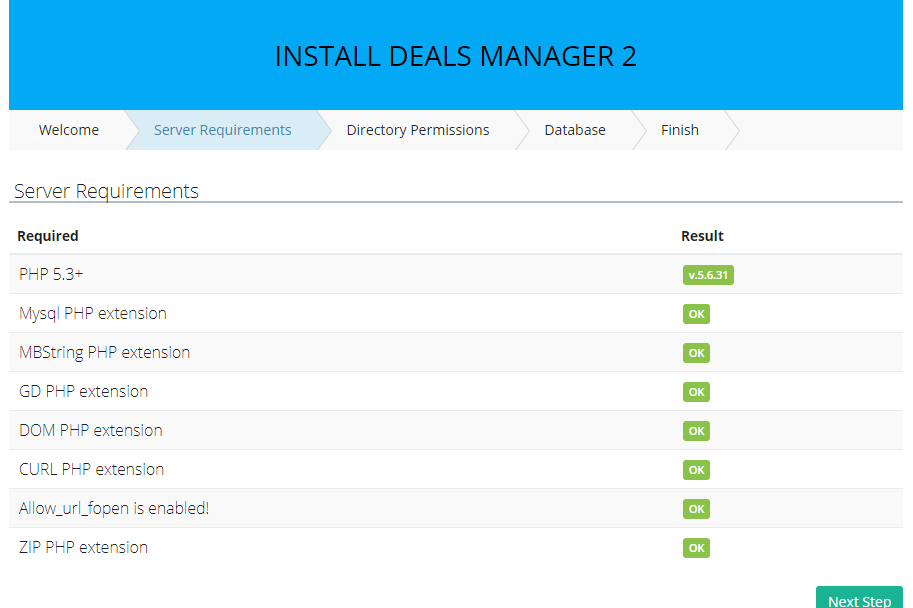 INSTALL DEALS MANAGER 2
Welcome Server Requirements Directory Permissions Database Finish
Server Requirements
Required Result
PHP 5.3+ v.5.6.31
Mysql PHP extension OK
MBString PHP extension OK
GD PHP extension OK
DOM PHP extension OK
CURL PHP extension OK
Allow_url_fopen is enabled! OK
ZIP PHP extension OK
Next Step